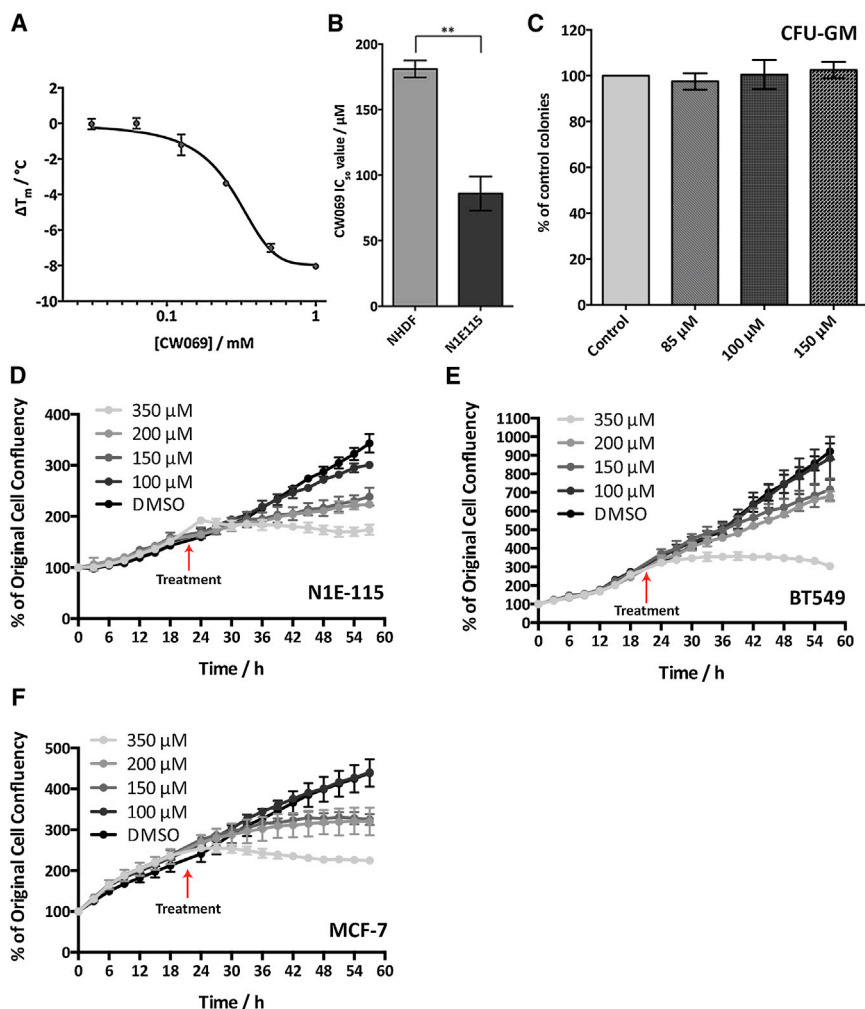 A
2
0
-2
-4
-6
-8
-10
ΔTm / °C
0.1
1
[CW069] / mM
B
**
200
150
100
50
0
CW069 IC50 value / µM
NHDF
N1E115
C
CFU-GM
120
100
80
60
40
20
0
% of control colonies
Control
85 µM
100 µM
150 µM
D
400
300
200
100
0
% of Original Cell Confluency
350 µM
200 µM
150 µM
100 µM
DMSO
Treatment
N1E-115
0 6 12 18 24 30 36 42 48 54 60
Time / h
E
1100
1000
900
800
700
600
500
400
300
200
100
0
% of Original Cell Confluency
350 µM
200 µM
150 µM
100 µM
DMSO
Treatment
BT549
0 6 12 18 24 30 36 42 48 54 60
Time / h
F
500
400
300
200
100
0
% of Original Cell Confluency
350 µM
200 µM
150 µM
100 µM
DMSO
Treatment
MCF-7
0 6 12 18 24 30 36 42 48 54 60
Time / h